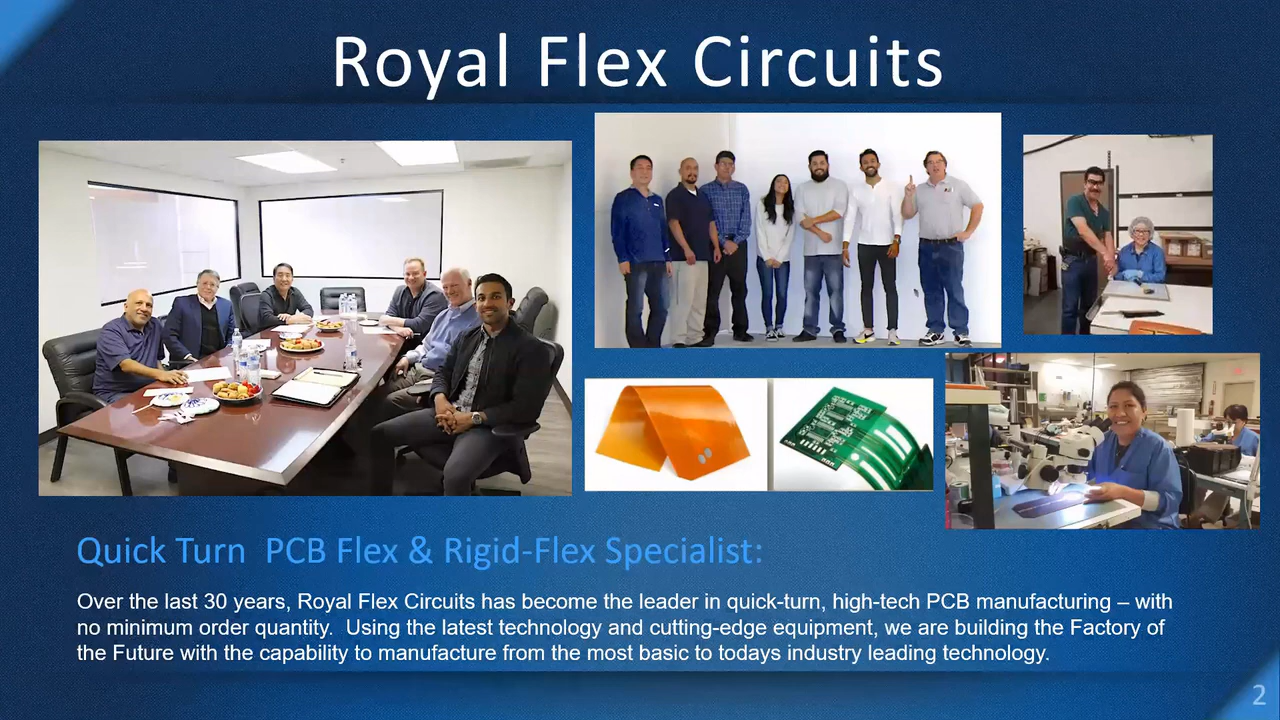 Royal Flex Circuits
Quick Turn  PCB Flex & Rigid-Flex Specialist:
Over the last 30 years, Royal Flex Circuits has become the leader in quick-turn, high-tech PCB manufacturing – with
no minimum order quantity.  Using the latest technology and cutting-edge equipment, we are building the Factory of
the Future with the capability to manufacture from the most basic to todays industry leading technology.
2